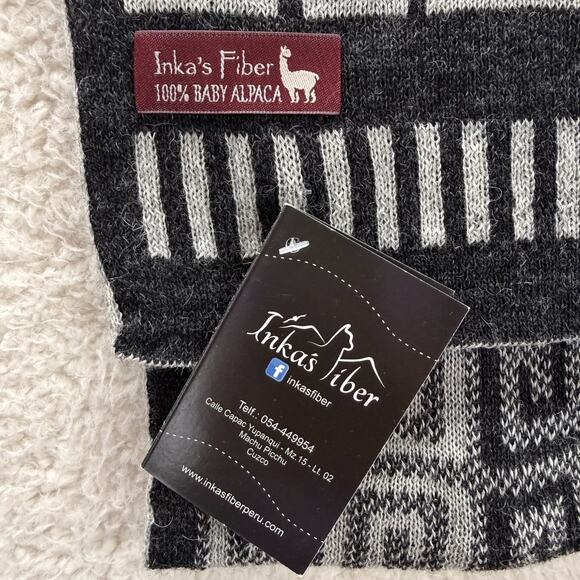 Inka's Fiber
100% BABY ALPACA
Inka's Fiber
f inkasfiber
Telf.: 054-449954
Calle Capac Yupanqui - Mz.15 - Lt. 02
Machu Picchu
Cuzco
www.inkasfiberperu.com